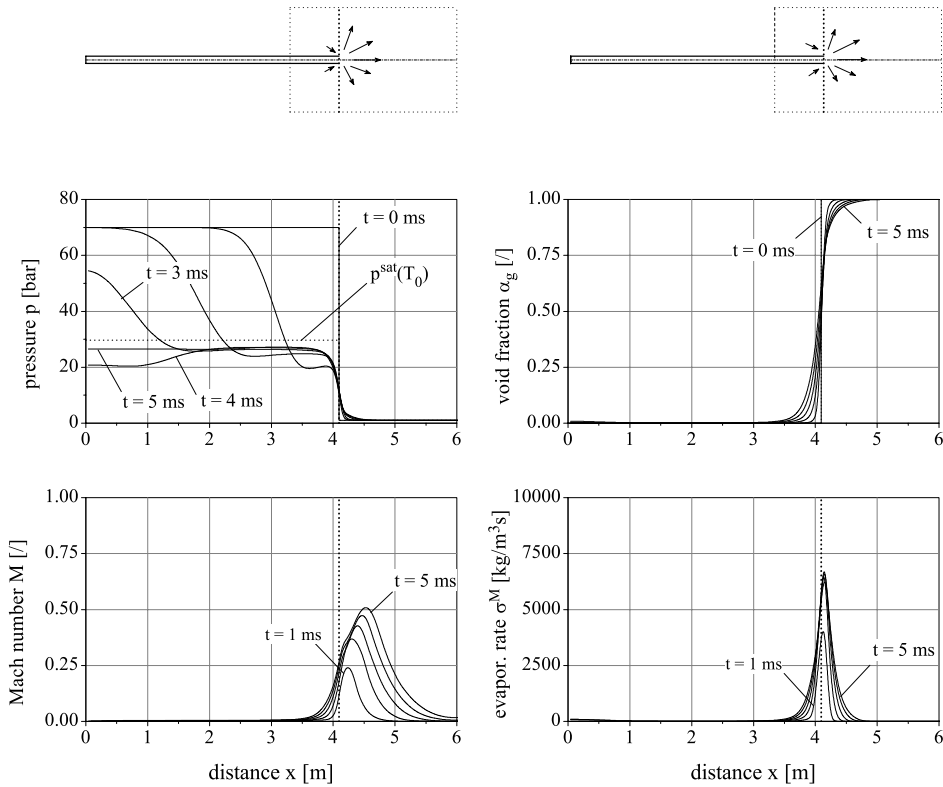 80
60
40
20
0
pressure p [bar]
t = 0 ms
t = 3 ms
pˢᵃᵗ(T₀)
t = 5 ms
t = 4 ms
0 1 2 3 4 5 6
1.00
0.75
0.50
0.25
0.00
void fraction α_g [/]
t = 0 ms
t = 5 ms
0 1 2 3 4 5 6
1.00
0.75
0.50
0.25
0.00
Mach number M [/]
t = 5 ms
t = 1 ms
0 1 2 3 4 5 6
distance x [m]
10000
7500
5000
2500
0
evapor. rate σᴹ [kg/m³s]
t = 1 ms
t = 5 ms
0 1 2 3 4 5 6
distance x [m]